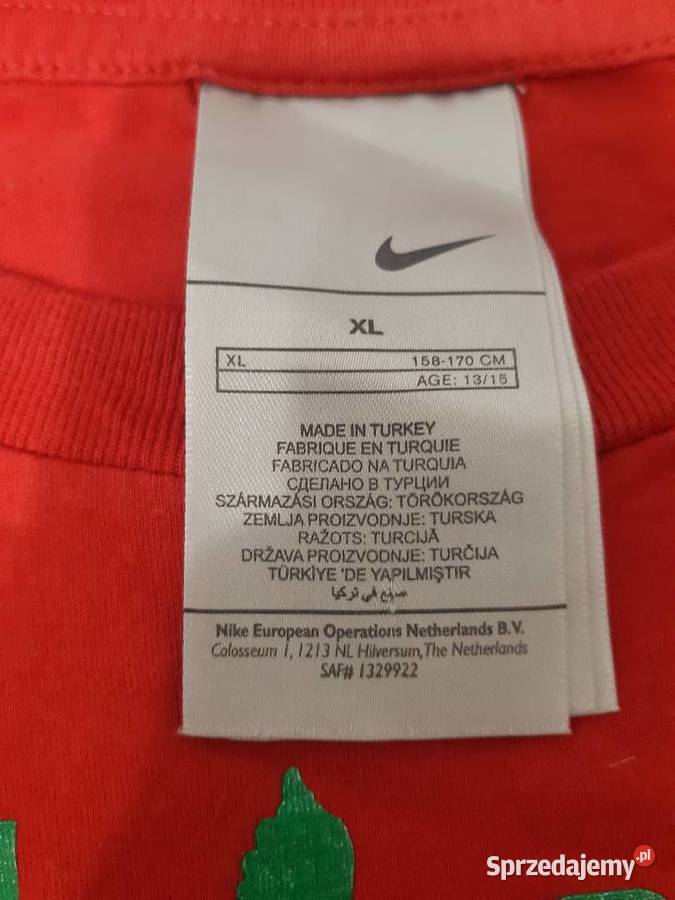 XL
XL 158-170 CM
AGE: 13/15
MADE IN TURKEY
FABRIQUE EN TURQUIE
FABRICADO NA TURQUIA
СДЕЛАНО В ТУРЦИИ
SZÁRMAZÁSI ORSZÁG: TÖRÖKORSZÁG
ZEMLJA PROIZVODNJE: TURSKA
RAŽOTS: TURCIJĀ
DRŽAVA PROIZVODNJE: TURČIJA
TÜRKİYE 'DE YAPILMIŞTIR
صنع في تركيا
Nike European Operations Netherlands B.V.
Colosseum 1, 1213 NL Hilversum, The Netherlands
SAF# 1329922
Sprzedajemy.pl